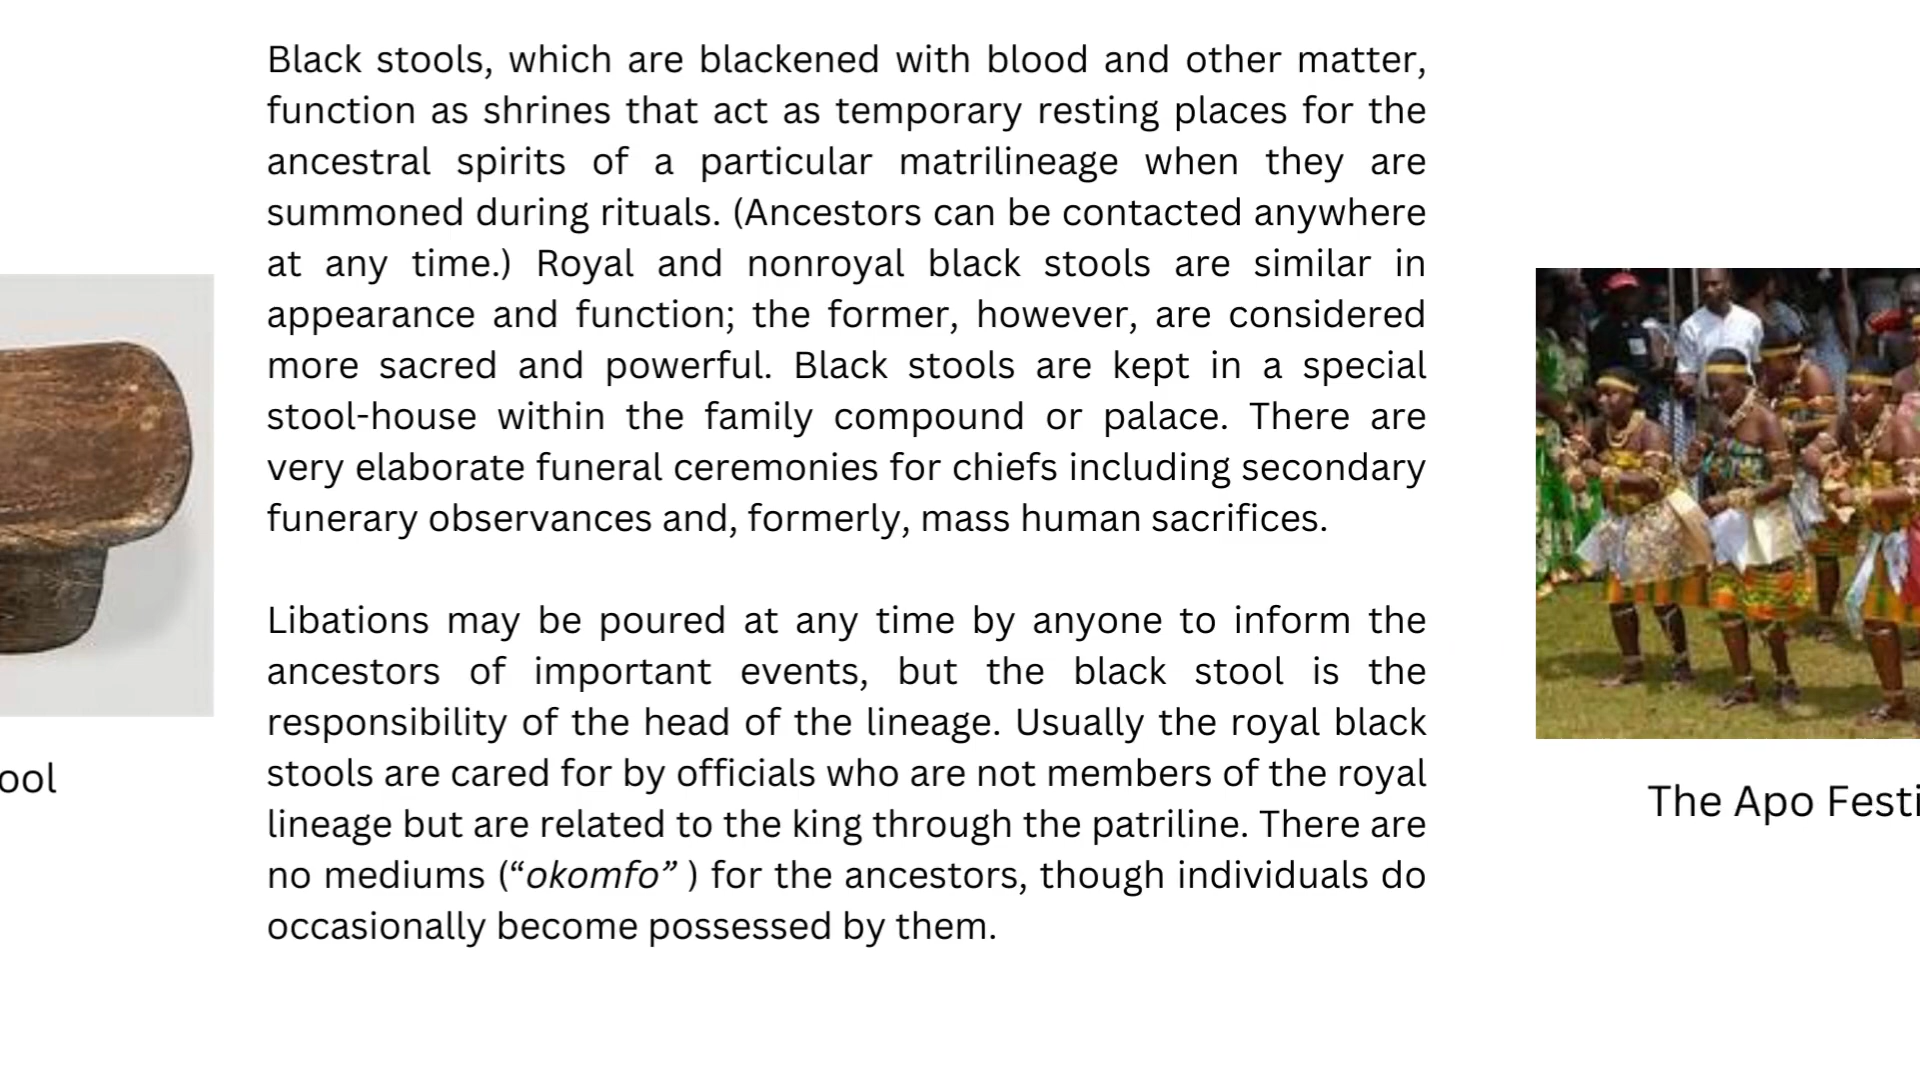 Black stools, which are blackened with blood and other matter,
function as shrines that act as temporary resting places for the
ancestral spirits of a particular matrilineage when they are
summoned during rituals. (Ancestors can be contacted anywhere
at any time.) Royal and nonroyal black stools are similar in
appearance and function; the former, however, are considered
more sacred and powerful. Black stools are kept in a special
stool-house within the family compound or palace. There are
very elaborate funeral ceremonies for chiefs including secondary
funerary observances and, formerly, mass human sacrifices.
Libations may be poured at any time by anyone to inform the
ancestors of important events, but the black stool is the
responsibility of the head of the lineage. Usually the royal black
stools are cared for by officials who are not members of the royal
lineage but are related to the king through the patriline. There are
no mediums (“okomfo” ) for the ancestors, though individuals do
occasionally become possessed by them.
ool
The Apo Festi